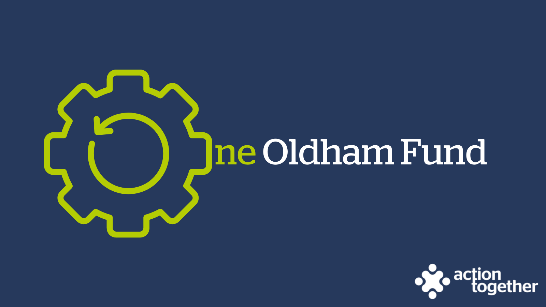 One Oldham Fund
action
together